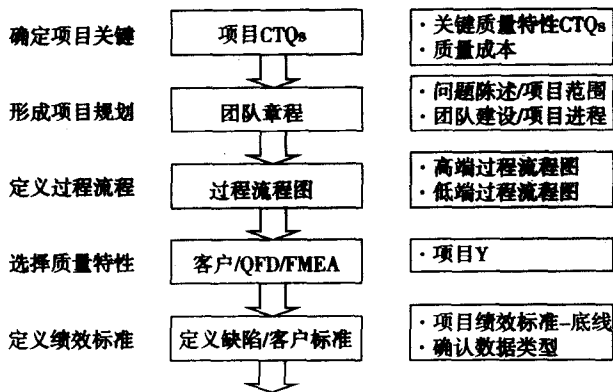 确定项目关键
项目CTQs
· 关键质量特性CTQs
· 质量成本
形成项目规划
团队章程
· 问题陈述/项目范围
· 团队建设/项目进程
定义过程流程
过程流程图
· 高端过程流程图
· 低端过程流程图
选择质量特性
客户/QFD/FMEA
· 项目Y
定义绩效标准
定义缺陷/客户标准
· 项目绩效标准-底线
· 确认数据类型